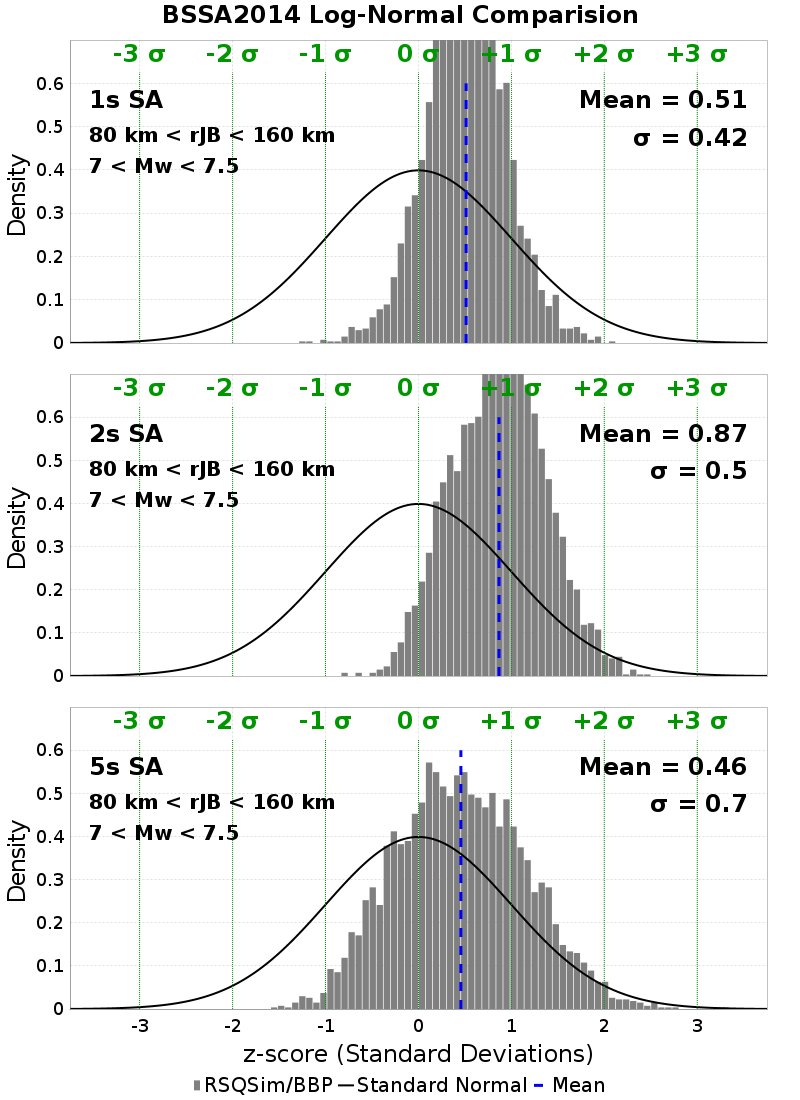 BSSA2014 Log-Normal Comparision
-3 σ -2 σ -1 σ 0 σ +1 σ +2 σ +3 σ
1s SA
80 km < rJB < 160 km
7 < Mw < 7.5
Mean = 0.51
σ = 0.42
Density
0.6
0.5
0.4
0.3
0.2
0.1
0
-3 σ -2 σ -1 σ 0 σ +1 σ +2 σ +3 σ
2s SA
80 km < rJB < 160 km
7 < Mw < 7.5
Mean = 0.87
σ = 0.5
Density
0.6
0.5
0.4
0.3
0.2
0.1
0
-3 σ -2 σ -1 σ 0 σ +1 σ +2 σ +3 σ
5s SA
80 km < rJB < 160 km
7 < Mw < 7.5
Mean = 0.46
σ = 0.7
Density
0.6
0.5
0.4
0.3
0.2
0.1
0
-3 -2 -1 0 1 2 3
z-score (Standard Deviations)
RSQSim/BBP Standard Normal Mean